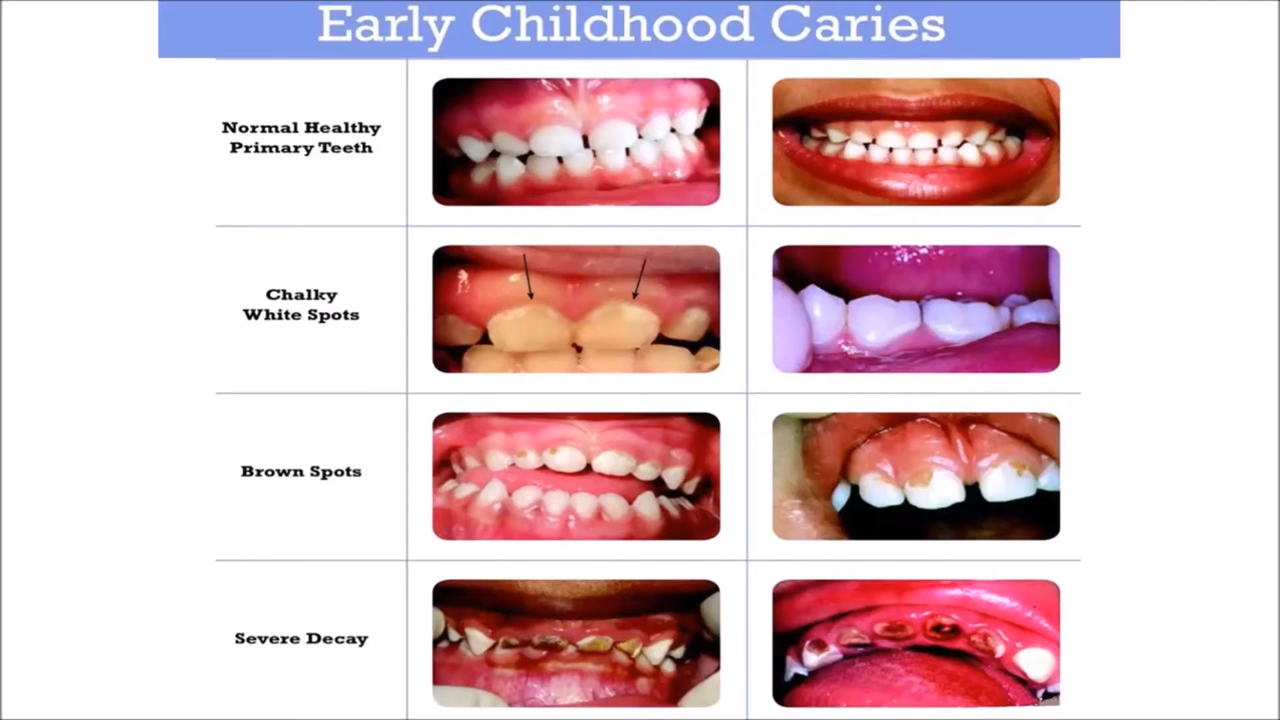 Early Childhood Caries
Normal Healthy
Primary Teeth
Chalky
White Spots
Brown Spots
Severe Decay